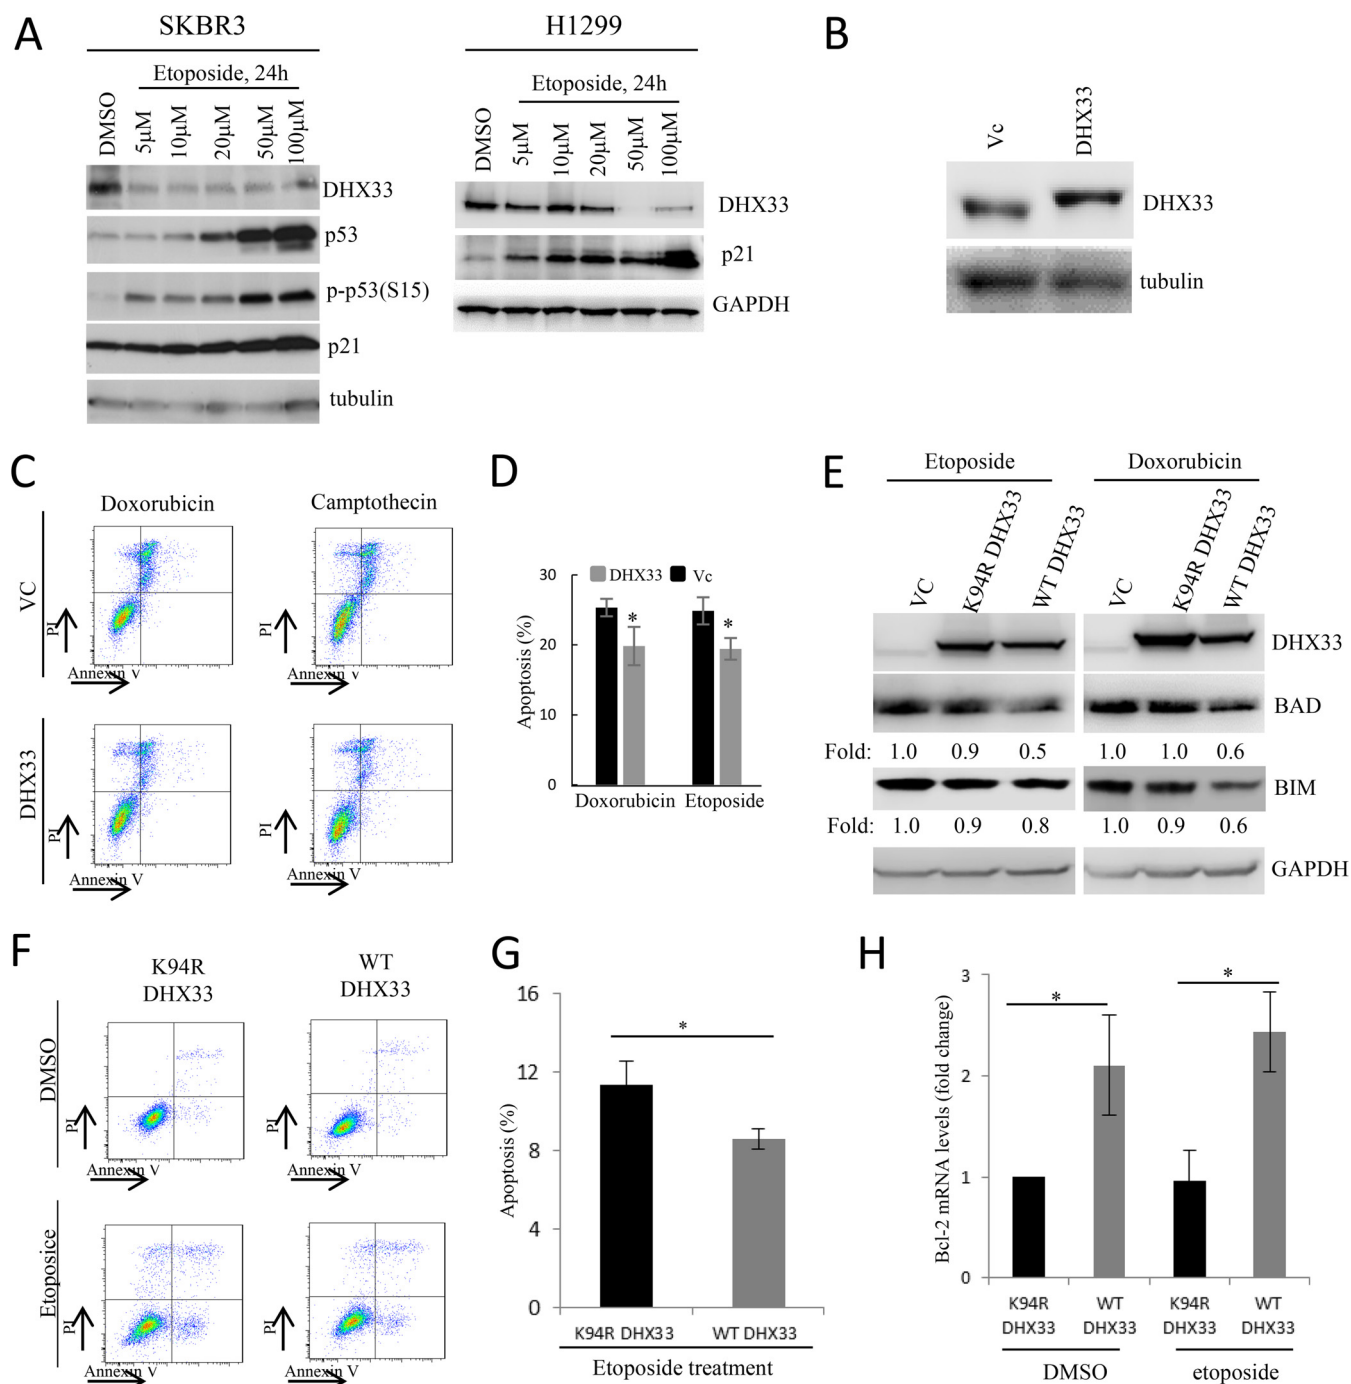 A
SKBR3
Etoposide, 24h
DMSO
5μM
10μM
20μM
50μM
100μM
DHX33
p53
p-p53(S15)
p21
tubulin
H1299
Etoposide, 24h
DMSO
5μM
10μM
20μM
50μM
100μM
DHX33
p21
GAPDH
B
Vc
DHX33
DHX33
tubulin
C
Doxorubicin
Camptothecin
VC
PI
Annexin V
PI
Annexin V
DHX33
PI
Annexin V
PI
Annexin V
D
DHX33
Vc
Apoptosis (%)
30
20
10
0
*
*
Doxorubicin
Etoposide
E
Etoposide
Doxorubicin
VC
K94R DHX33
WT DHX33
VC
K94R DHX33
WT DHX33
DHX33
BAD
Fold: 1.0 0.9 0.5 1.0 1.0 0.6
BIM
Fold: 1.0 0.9 0.8 1.0 0.9 0.6
GAPDH
F
K94R
DHX33
WT
DHX33
DMSO
PI
Annexin V
PI
Annexin V
Etoposice
PI
Annexin V
PI
Annexin V
G
Apoptosis (%)
16
12
8
4
0
*
K94R DHX33
WT DHX33
Etoposide treatment
H
Bcl-2 mRNA levels (fold change)
3
2
1
0
*
*
K94R
DHX33
WT
DHX33
K94R
DHX33
WT
DHX33
DMSO
etoposide